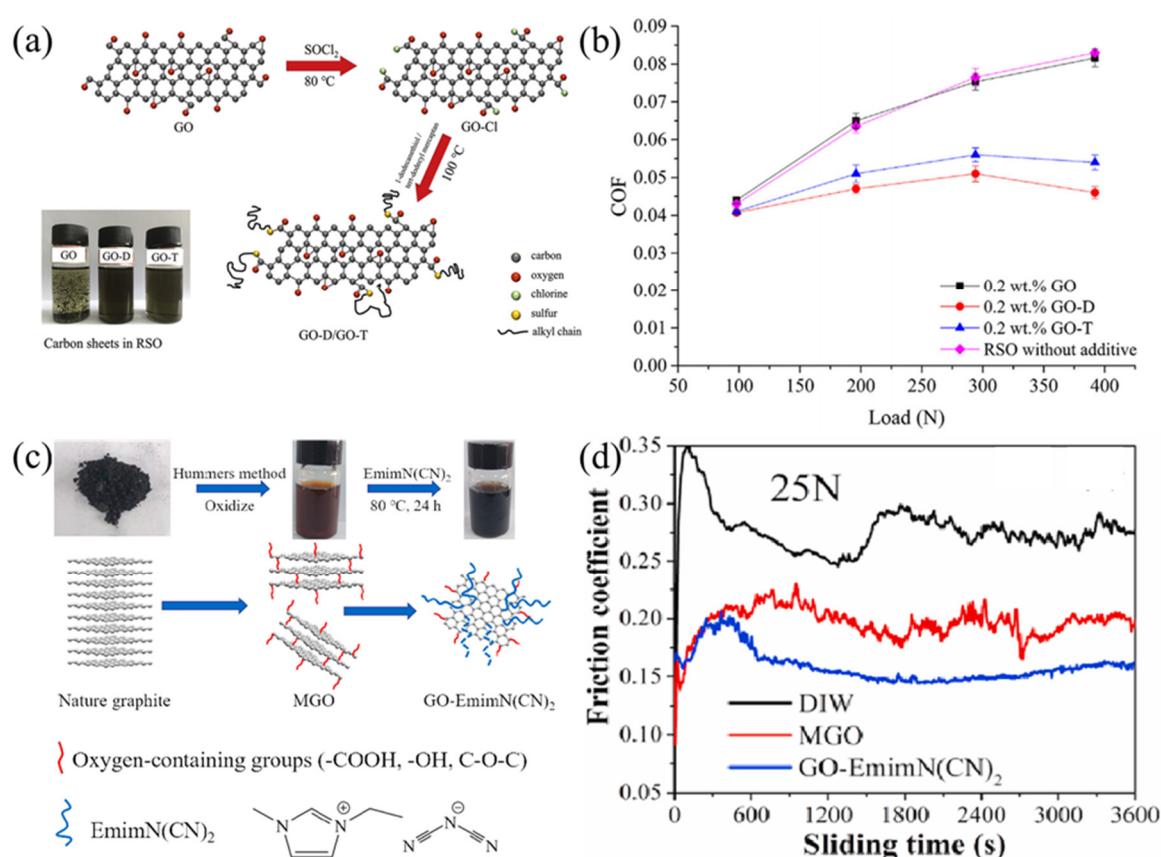 (a)
SOCl2
80 °C
GO
GO-Cl
1-dodecanethiol /
tert-dodecyl mercaptan
100 °C
GO
GO-D
GO-T
Carbon sheets in RSO
GO-D/GO-T
carbon
oxygen
chlorine
sulfur
alkyl chain
(b)
COF
0.09
0.08
0.07
0.06
0.05
0.04
0.03
0.02
0.01
0.00
0.2 wt.% GO
0.2 wt.% GO-D
0.2 wt.% GO-T
RSO without additive
50 100 150 200 250 300 350 400
Load (N)
(c)
Hummers method
Oxidize
EmimN(CN)2
80 °C, 24 h
Nature graphite
MGO
GO-EmimN(CN)2
Oxygen-containing groups (-COOH, -OH, C-O-C)
EmimN(CN)2
N
N
+
−
N
N
N
(d)
25N
Friction coefficient
0.35
0.30
0.25
0.20
0.15
0.10
0.05
DIW
MGO
GO-EmimN(CN)2
0 600 1200 1800 2400 3000 3600
Sliding time (s)